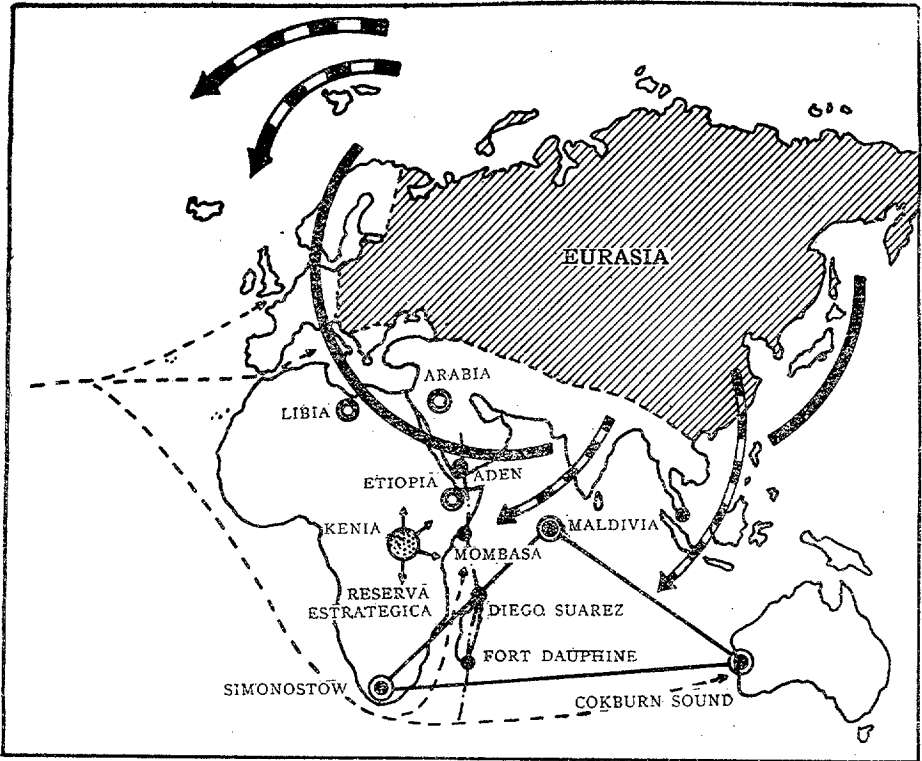 EURASIA
ARABIA
LIBIA
ADEN
ETIOPIA
KENIA
MALDIVIA
MOMBASA
RESERVA
ESTRATEGICA
DIEGO SUAREZ
FORT DAUPHINE
SIMONOSTOW
COKBURN SOUND